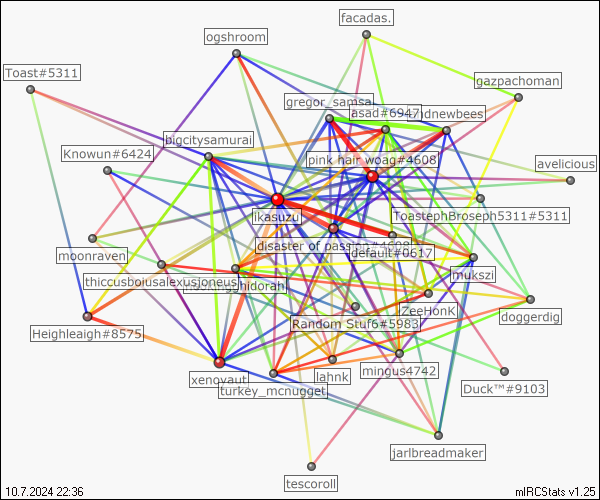 facadas.
ogshroom
Toast#5311
gazpachoman
gregor_samsa
asad#6947
dnewbees
bigcitysamurai
Knowun#6424
pink hair woag#4608
avelicious
ikasuzu
ToastephBroseph5311#5311
disaster of passion#4098
default#0617
moonraven
mukszi
thiccusboiusalexusjoneus
ghidorah
ZeeHonK
doggerdig
Random Stuf6#5983
Heighleaigh#8575
xenovaut
lahnk
mingus4742
turkey_mcnugget
Duck™#9103
jarlbreadmaker
tescoroll
10.7.2024 22:36
mIRCStats v1.25